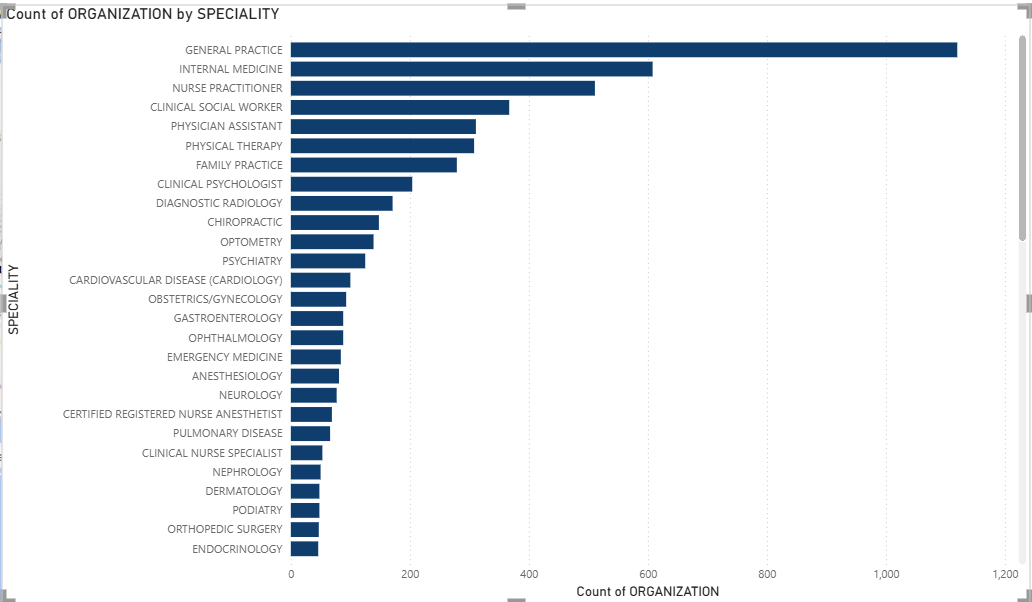 Count of ORGANIZATION by SPECIALITY
GENERAL PRACTICE
INTERNAL MEDICINE
NURSE PRACTITIONER
CLINICAL SOCIAL WORKER
PHYSICIAN ASSISTANT
PHYSICAL THERAPY
FAMILY PRACTICE
CLINICAL PSYCHOLOGIST
DIAGNOSTIC RADIOLOGY
CHIROPRACTIC
OPTOMETRY
PSYCHIATRY
CARDIOVASCULAR DISEASE (CARDIOLOGY)
OBSTETRICS/GYNECOLOGY
GASTROENTEROLOGY
OPHTHALMOLOGY
EMERGENCY MEDICINE
ANESTHESIOLOGY
NEUROLOGY
CERTIFIED REGISTERED NURSE ANESTHETIST
PULMONARY DISEASE
CLINICAL NURSE SPECIALIST
NEPHROLOGY
DERMATOLOGY
PODIATRY
ORTHOPEDIC SURGERY
ENDOCRINOLOGY
SPECIALITY
0 200 400 600 800 1,000 1,200
Count of ORGANIZATION